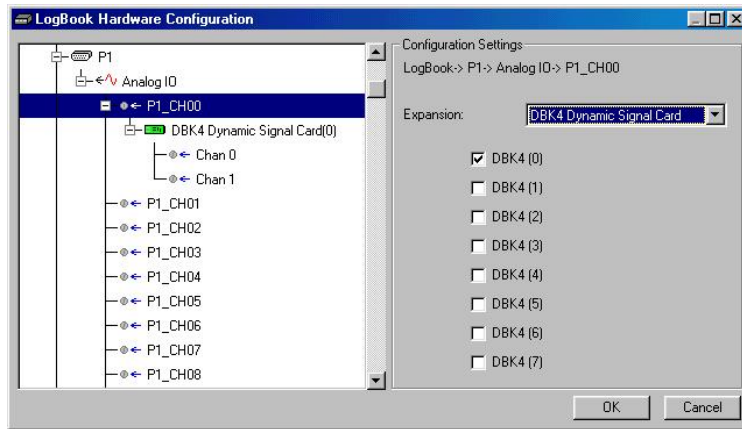 LogBook Hardware Configuration
P1
Analog IO
P1_CH00
DBK4 Dynamic Signal Card(0)
Chan 0
Chan 1
P1_CH01
P1_CH02
P1_CH03
P1_CH04
P1_CH05
P1_CH06
P1_CH07
P1_CH08
Configuration Settings
LogBook-> P1-> Analog IO-> P1_CH00
Expansion:
DBK4 Dynamic Signal Card
DBK4 (0)
DBK4 (1)
DBK4 (2)
DBK4 (3)
DBK4 (4)
DBK4 (5)
DBK4 (6)
DBK4 (7)
OK
Cancel